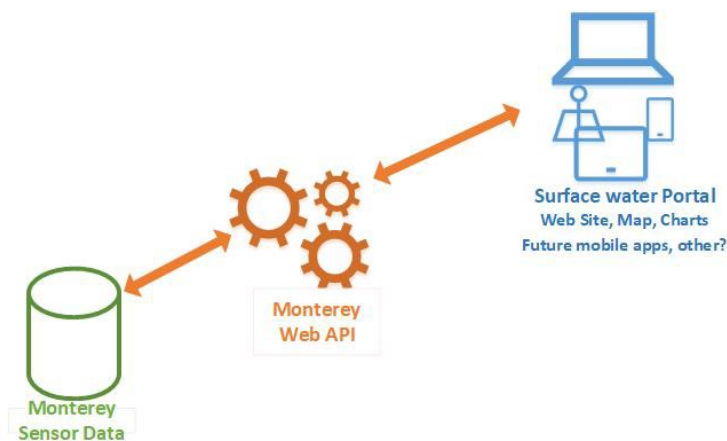 Surface water Portal
Web Site, Map, Charts
Future mobile apps, other?
Monterey
Web API
Monterey
Sensor Data